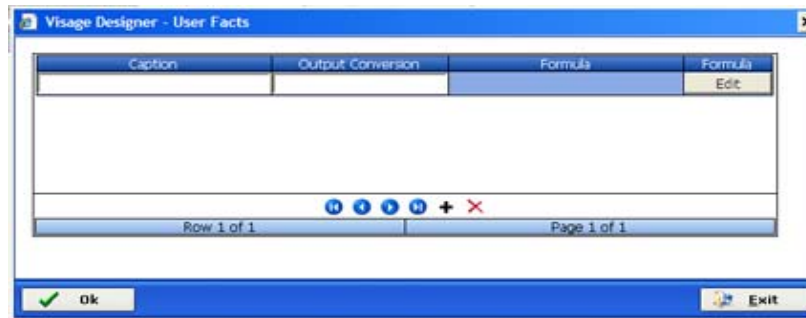 Visage Designer - User Facts
Caption Output Conversion Formula Formula
Edit
Row 1 of 1 Page 1 of 1
Ok Exit